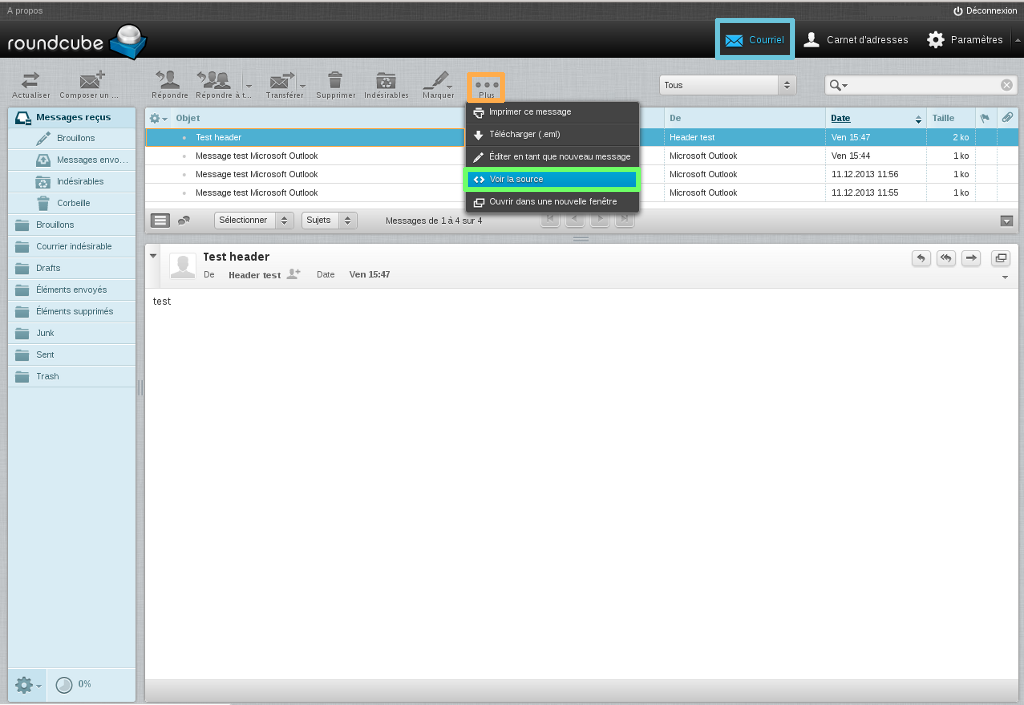 A propos
Déconnexion
roundcube
Courriel
Carnet d'adresses
Paramètres
Actualiser
Composer un ...
Répondre
Répondre à t...
Transférer
Supprimer
Indésirables
Marquer
Plus
Tous
Imprimer ce message
Télécharger (.eml)
Éditer en tant que nouveau message
Voir la source
Ouvrir dans une nouvelle fenêtre
Messages reçus
Brouillons
Messages envo...
Indésirables
Corbeille
Brouillons
Courrier indésirable
Drafts
Éléments envoyés
Éléments supprimés
Junk
Sent
Trash
0%
Objet De Date Taille
Test header Header test Ven 15:47 2 ko
Message test Microsoft Outlook Microsoft Outlook Ven 15:44 1 ko
Message test Microsoft Outlook Microsoft Outlook 11.12.2013 11:56 1 ko
Message test Microsoft Outlook Microsoft Outlook 11.12.2013 11:55 1 ko
Sélectionner Sujets Messages de 1 à 4 sur 4
Test header
De Header test Date Ven 15:47
test